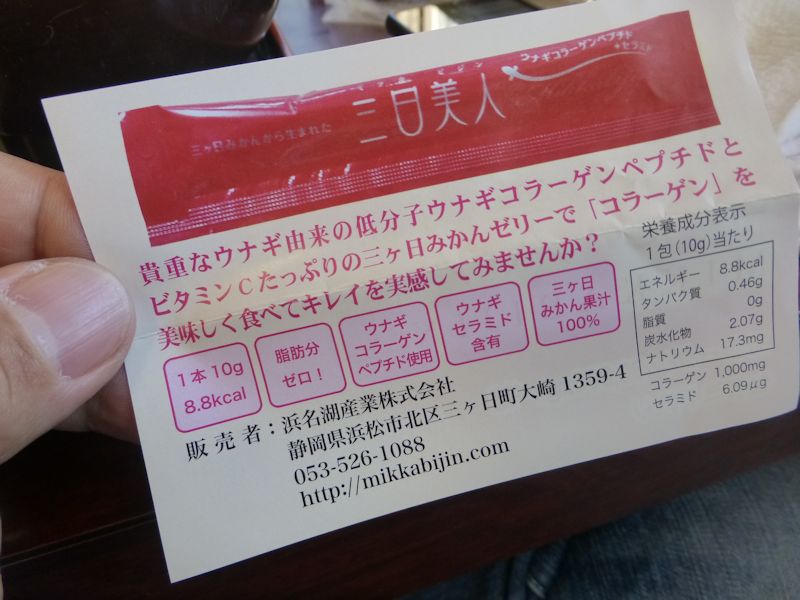 ウナギコラーゲンペプチド
+セラミド
三ヶ日みかんから生まれた
三日美人
貴重なウナギ由来の低分子ウナギコラーゲンペプチドと
ビタミンCたっぷりの三ヶ日みかんゼリーで「コラーゲン」を
美味しく食べてキレイを実感してみませんか?
1本10g
8.8kcal
脂肪分
ゼロ!
ウナギ
コラーゲン
ペプチド使用
ウナギ
セラミド
含有
三ヶ日
みかん果汁
100%
栄養成分表示
1包(10g)当たり
エネルギー 8.8kcal
タンパク質 0.46g
脂質 0g
炭水化物 2.07g
ナトリウム 17.3mg
コラーゲン 1,000mg
セラミド 6.09μg
販売者:浜名湖産業株式会社
静岡県浜松市北区三ヶ日町大崎 1359-4
053-526-1088
http://mikkabijin.com